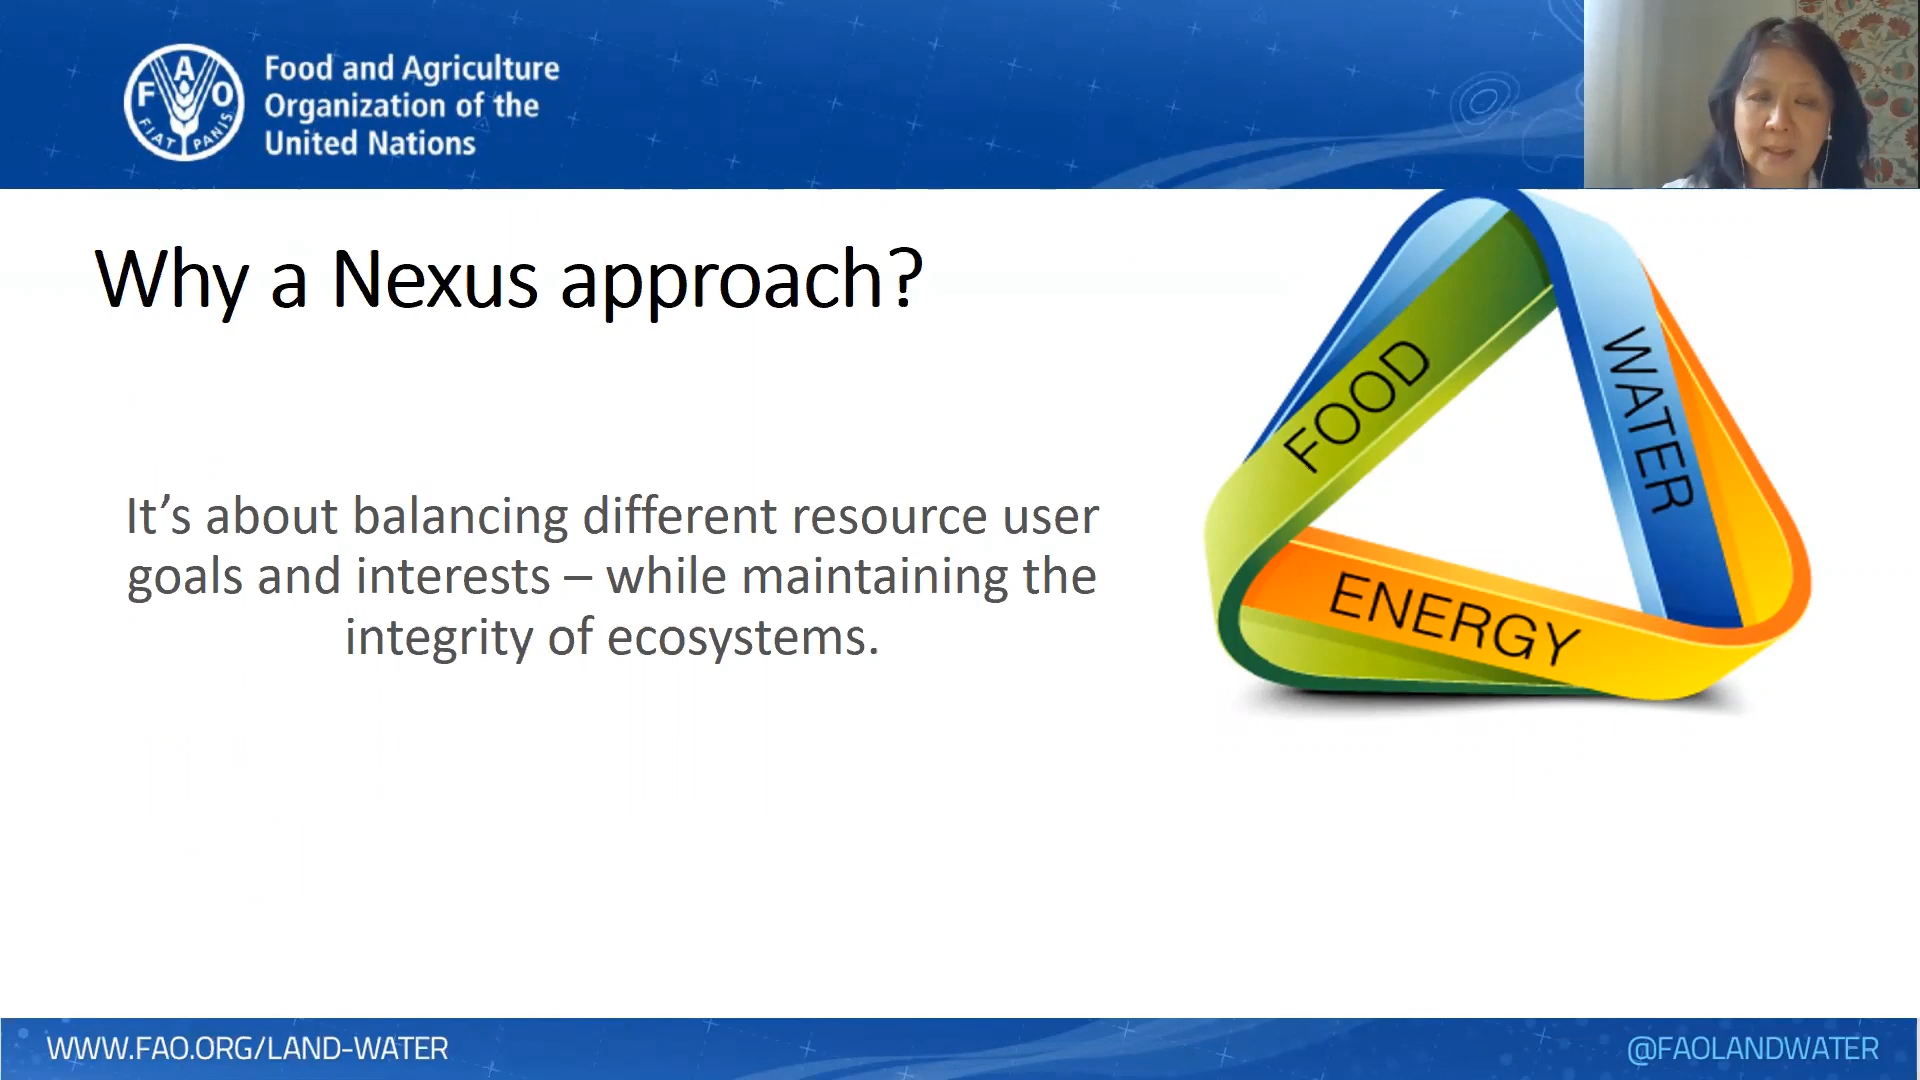 FAO
FIAT PANIS
Food and Agriculture
Organization of the
United Nations
Why a Nexus approach?
It’s about balancing different resource user
goals and interests – while maintaining the
integrity of ecosystems.
FOOD
WATER
ENERGY
WWW.FAO.ORG/LAND-WATER
@FAOLANDWATER